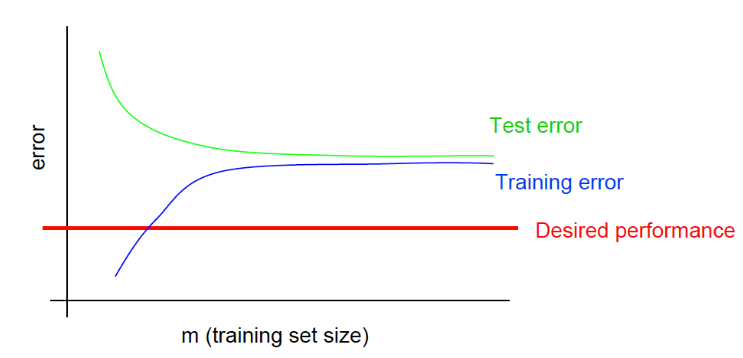 Test error
error
Training error
Desired performance
m (training set size)